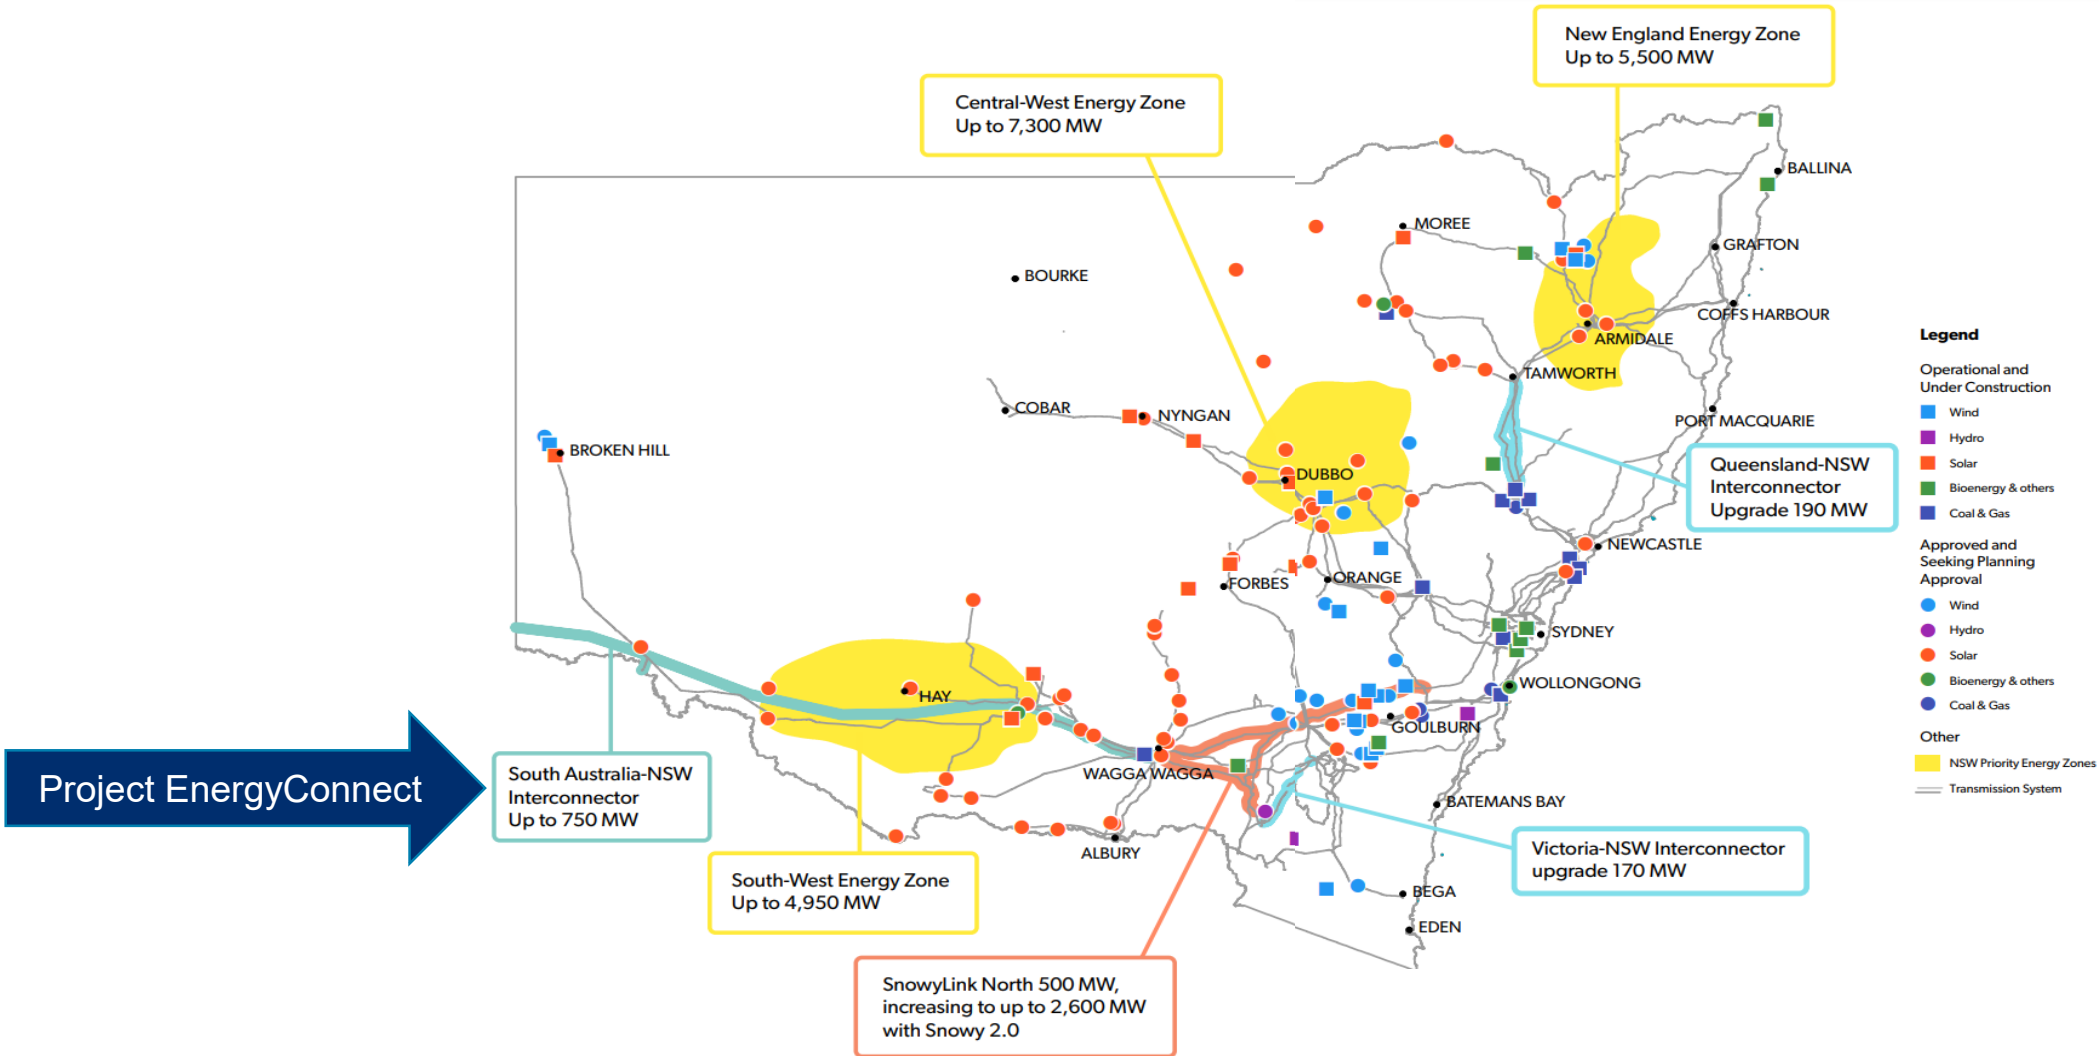 New England Energy Zone
Up to 5,500 MW
Central-West Energy Zone
Up to 7,300 MW
BALLINA
MOREE
GRAFTON
BOURKE
COFFS HARBOUR
ARMIDALE
TAMWORTH
COBAR
NYNGAN
PORT MACQUARIE
BROKEN HILL
DUBBO
Queensland-NSW
Interconnector
Upgrade 190 MW
NEWCASTLE
FORBES
ORANGE
SYDNEY
HAY
WOLLONGONG
GOULBURN
WAGGA WAGGA
Project EnergyConnect
South Australia-NSW
Interconnector
Up to 750 MW
BATEMANS BAY
ALBURY
Victoria-NSW Interconnector
upgrade 170 MW
South-West Energy Zone
Up to 4,950 MW
BEGA
EDEN
SnowyLink North 500 MW,
increasing to up to 2,600 MW
with Snowy 2.0
Legend
Operational and
Under Construction
Wind
Hydro
Solar
Bioenergy & others
Coal & Gas
Approved and
Seeking Planning
Approval
Wind
Hydro
Solar
Bioenergy & others
Coal & Gas
Other
NSW Priority Energy Zones
Transmission System